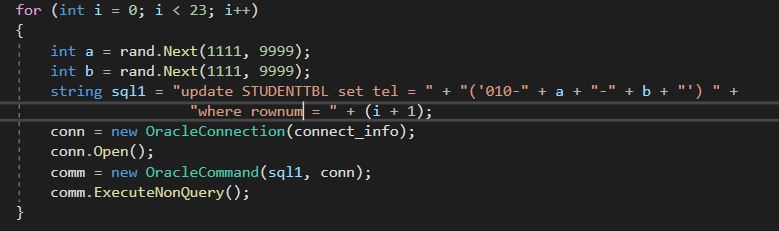 for (int i = 0; i < 23; i++)
{
int a = rand.Next(1111, 9999);
int b = rand.Next(1111, 9999);
string sql1 = "update STUDENTTBL set tel = " + "('010-" + a + "-" + b + "') " +
"where rownum = " + (i + 1);
conn = new OracleConnection(connect_info);
conn.Open();
comm = new OracleCommand(sql1, conn);
comm.ExecuteNonQuery();
}